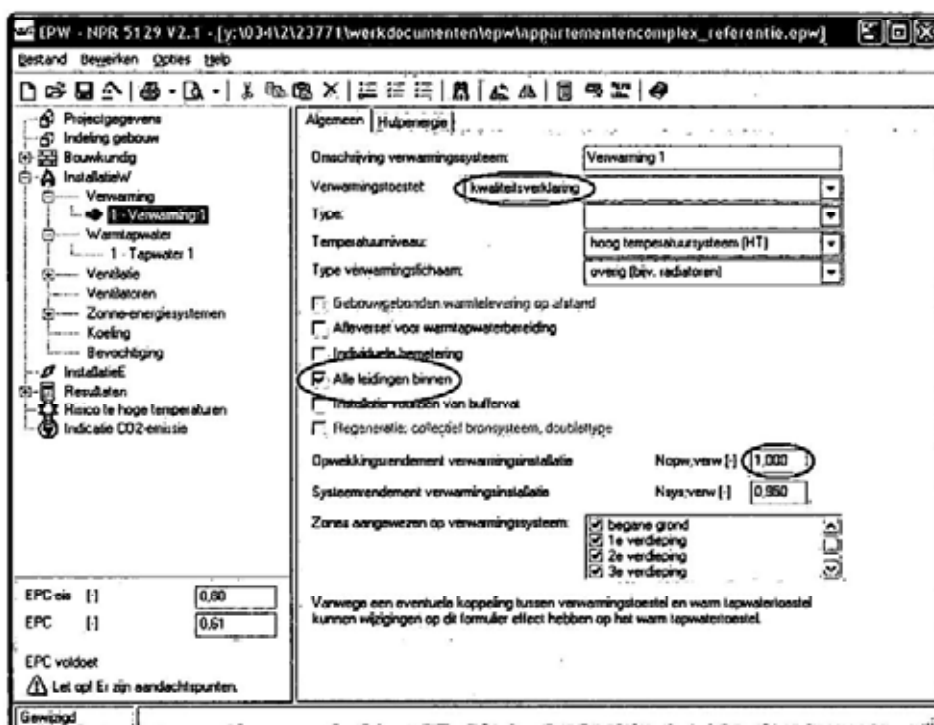 EPW - NPR 5129 V2.1 - [y:\034\2\23771\werkdocumenten\epw\appartementencomplex_referentie.epw]
Bestand Bewerken Opties Help
Projectgegevens
Indeling gebouw
Bouwkundig
InstallatieW
Verwarming
1 - Verwarming 1
Warmtapwater
1 - Tapwater 1
Ventilatie
Ventilatoren
Zonne-energiesystemen
Koeling
Bevochtiging
InstallatieE
Resultaten
Risico te hoge temperaturen
Indicatie CO2-emissie
EPC-eis [-] 0,80
EPC [-] 0,61
EPC voldoet
Let op! Er zijn aandachtspunten.
Gewijzigd
Algemeen Hulpenergie
Omschrijving verwarmingssysteem: Verwarming 1
Verwarmingstoestel: kwaliteitsverklaring
Type:
Temperatuurniveau: hoog temperatuursysteem (HT)
Type verwarmingslichaam: overig (bijv. radiatoren)
Gebouwgebonden warmtelevering op afstand
Afleverset voor warmtapwaterbereiding
Individuele bemetering
Alle leidingen binnen
Installatie voorzien van buffervat
Regeneratie: collectief bronsysteem, doublettype
Opwekkingsrendement verwarmingsinstallatie Nopw;verw [-] 1,000
Systeemrendement verwarmingsinstallatie Nsys;verw [-] 0,950
Zones aangewezen op verwarmingssysteem: begane grond
1e verdieping
2e verdieping
3e verdieping
Vanwege een eventuele koppeling tussen verwarmingstoestel en warm tapwatertoestel
kunnen wijzigingen op dit formulier effect hebben op het warm tapwatertoestel.